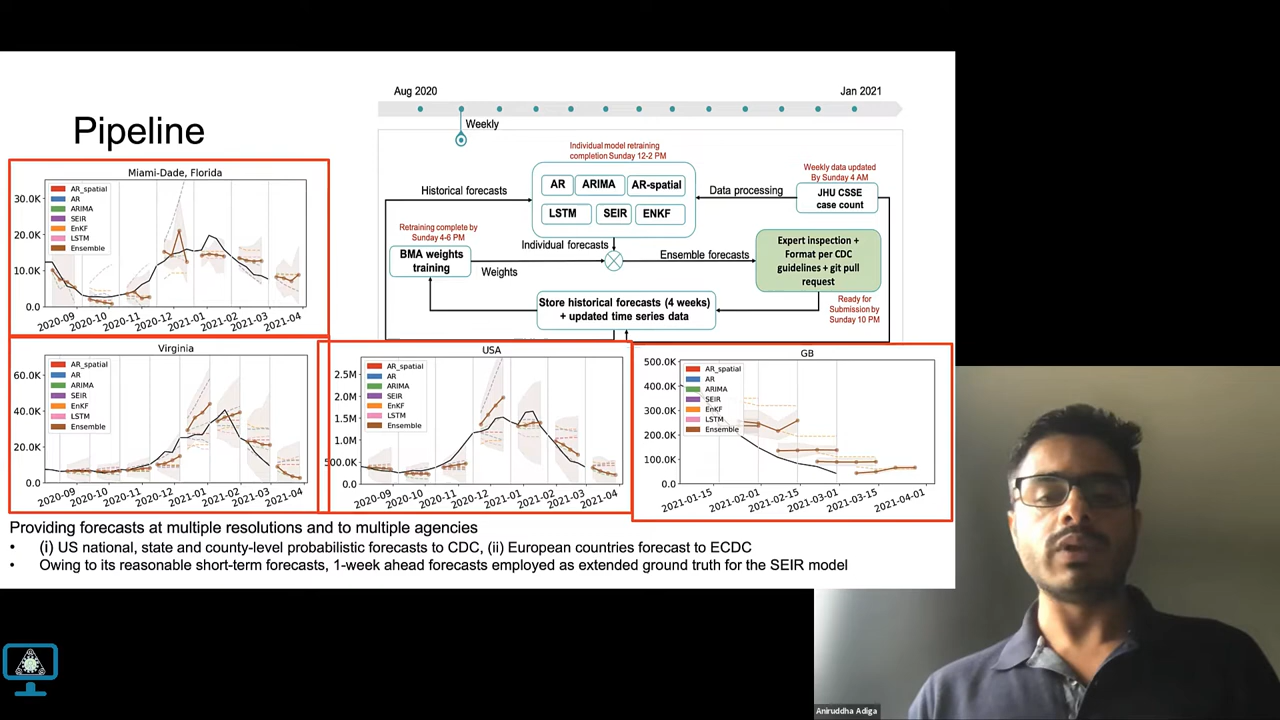 Pipeline
Aug 2020
Jan 2021
Weekly
Individual model retraining
completion Sunday 12-2 PM
AR
ARIMA
AR-spatial
LSTM
SEIR
ENKF
Historical forecasts
Data processing
Weekly data updated
By Sunday 4 AM
JHU CSSE
case count
Retraining complete by
Sunday 4-6 PM
BMA weights
training
Weights
Individual forecasts
Ensemble forecasts
Expert inspection +
Format per CDC
guidelines + git pull
request
Ready for
Submission by
Sunday 10 PM
Store historical forecasts (4 weeks)
+ updated time series data
Miami-Dade, Florida
AR_spatial
AR
ARIMA
SEIR
EnKF
LSTM
Ensemble
30.0K
20.0K
10.0K
0.0
2020-09
2020-10
2020-11
2020-12
2021-01
2021-02
2021-03
2021-04
Virginia
AR_spatial
AR
ARIMA
SEIR
EnKF
LSTM
Ensemble
60.0K
40.0K
20.0K
0.0
2020-09
2020-10
2020-11
2020-12
2021-01
2021-02
2021-03
2021-04
USA
AR_spatial
AR
ARIMA
SEIR
EnKF
LSTM
Ensemble
2.5M
2.0M
1.5M
1.0M
500.0K
0.0
2020-09
2020-10
2020-11
2020-12
2021-01
2021-02
2021-03
2021-04
GB
AR_spatial
AR
ARIMA
SEIR
EnKF
LSTM
Ensemble
500.0K
400.0K
300.0K
200.0K
100.0K
0.0
2021-01-15
2021-02-01
2021-02-15
2021-03-01
2021-03-15
2021-04-01
Providing forecasts at multiple resolutions and to multiple agencies
• (i) US national, state and county-level probabilistic forecasts to CDC, (ii) European countries forecast to ECDC
• Owing to its reasonable short-term forecasts, 1-week ahead forecasts employed as extended ground truth for the SEIR model
Aniruddha Adiga